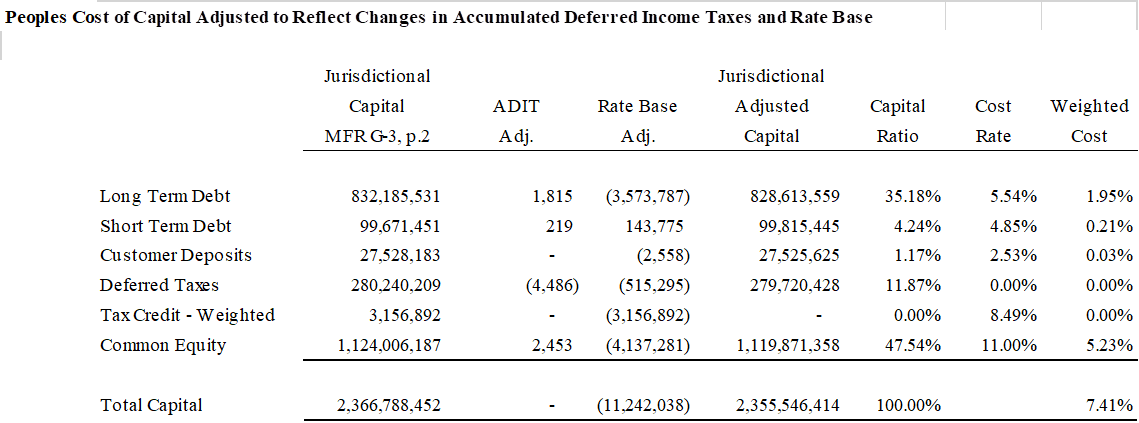 Peoples Cost of Capital Adjusted to Reflect Changes in Accumulated Deferred Income Taxes and Rate Base
Jurisdictional Jurisdictional
Capital ADIT Rate Base Adjusted Capital Cost Weighted
MFR G-3, p.2 Adj. Adj. Capital Ratio Rate Cost
Long Term Debt 832,185,531 1,815 (3,573,787) 828,613,559 35.18% 5.54% 1.95%
Short Term Debt 99,671,451 219 143,775 99,815,445 4.24% 4.85% 0.21%
Customer Deposits 27,528,183 - (2,558) 27,525,625 1.17% 2.53% 0.03%
Deferred Taxes 280,240,209 (4,486) (515,295) 279,720,428 11.87% 0.00% 0.00%
Tax Credit - Weighted 3,156,892 - (3,156,892) - 0.00% 8.49% 0.00%
Common Equity 1,124,006,187 2,453 (4,137,281) 1,119,871,358 47.54% 11.00% 5.23%
Total Capital 2,366,788,452 - (11,242,038) 2,355,546,414 100.00% 7.41%